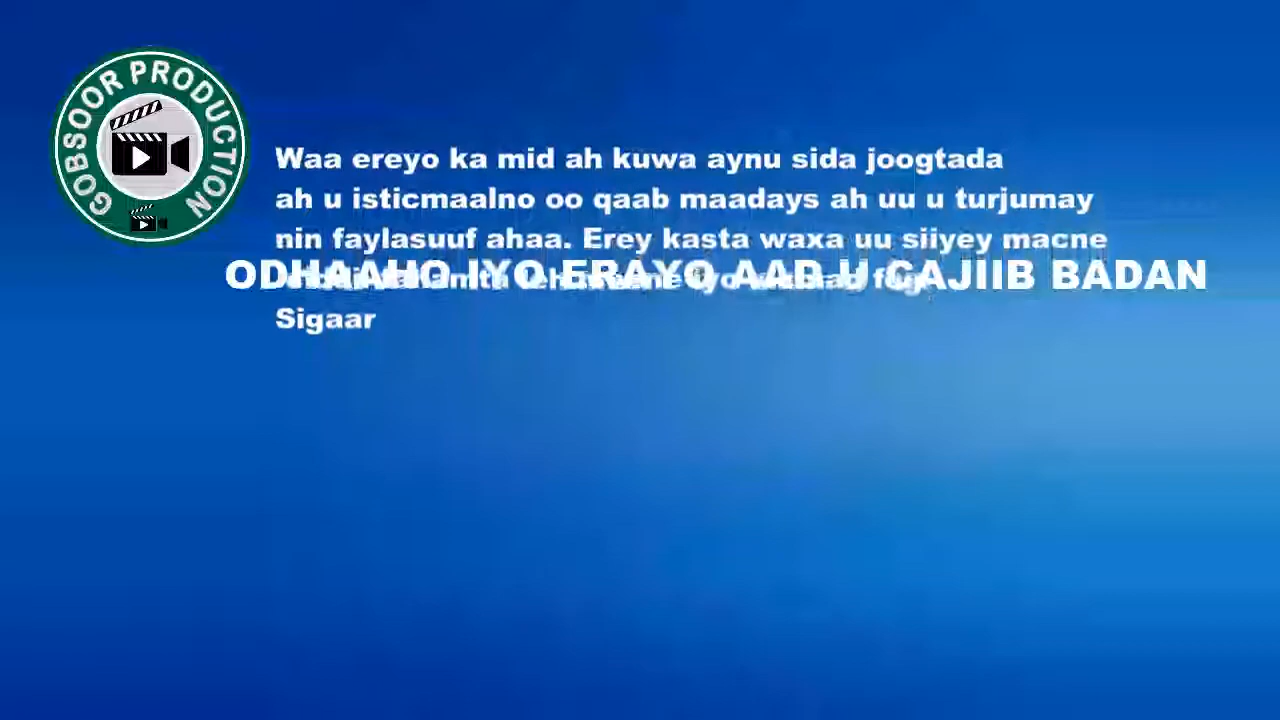 GOBSOOR PRODUCTION
Waa ereyo ka mid ah kuwa aynu sida joogtada
ah u isticmaalno oo qaab maadays ah uu u turjumay
nin faylasuuf ahaa. Erey kasta waxa uu siiyey macne
ODHAAHO IYO ERAYO AAD U CAJIIB BADAN
Sigaar